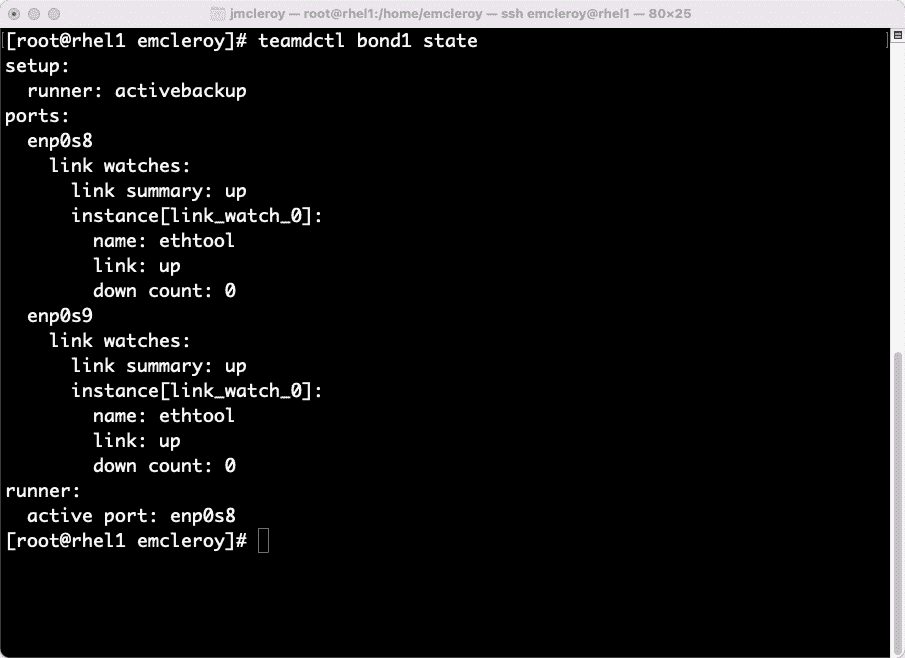 jmcleroy — root@rhel1:/home/emcleroy — ssh emcleroy@rhel1 — 80×25
[root@rhel1 emcleroy]# teamdctl bond1 state
setup:
  runner: activebackup
ports:
  enp0s8
    link watches:
      link summary: up
      instance[link_watch_0]:
        name: ethtool
        link: up
        down count: 0
  enp0s9
    link watches:
      link summary: up
      instance[link_watch_0]:
        name: ethtool
        link: up
        down count: 0
runner:
  active port: enp0s8
[root@rhel1 emcleroy]#